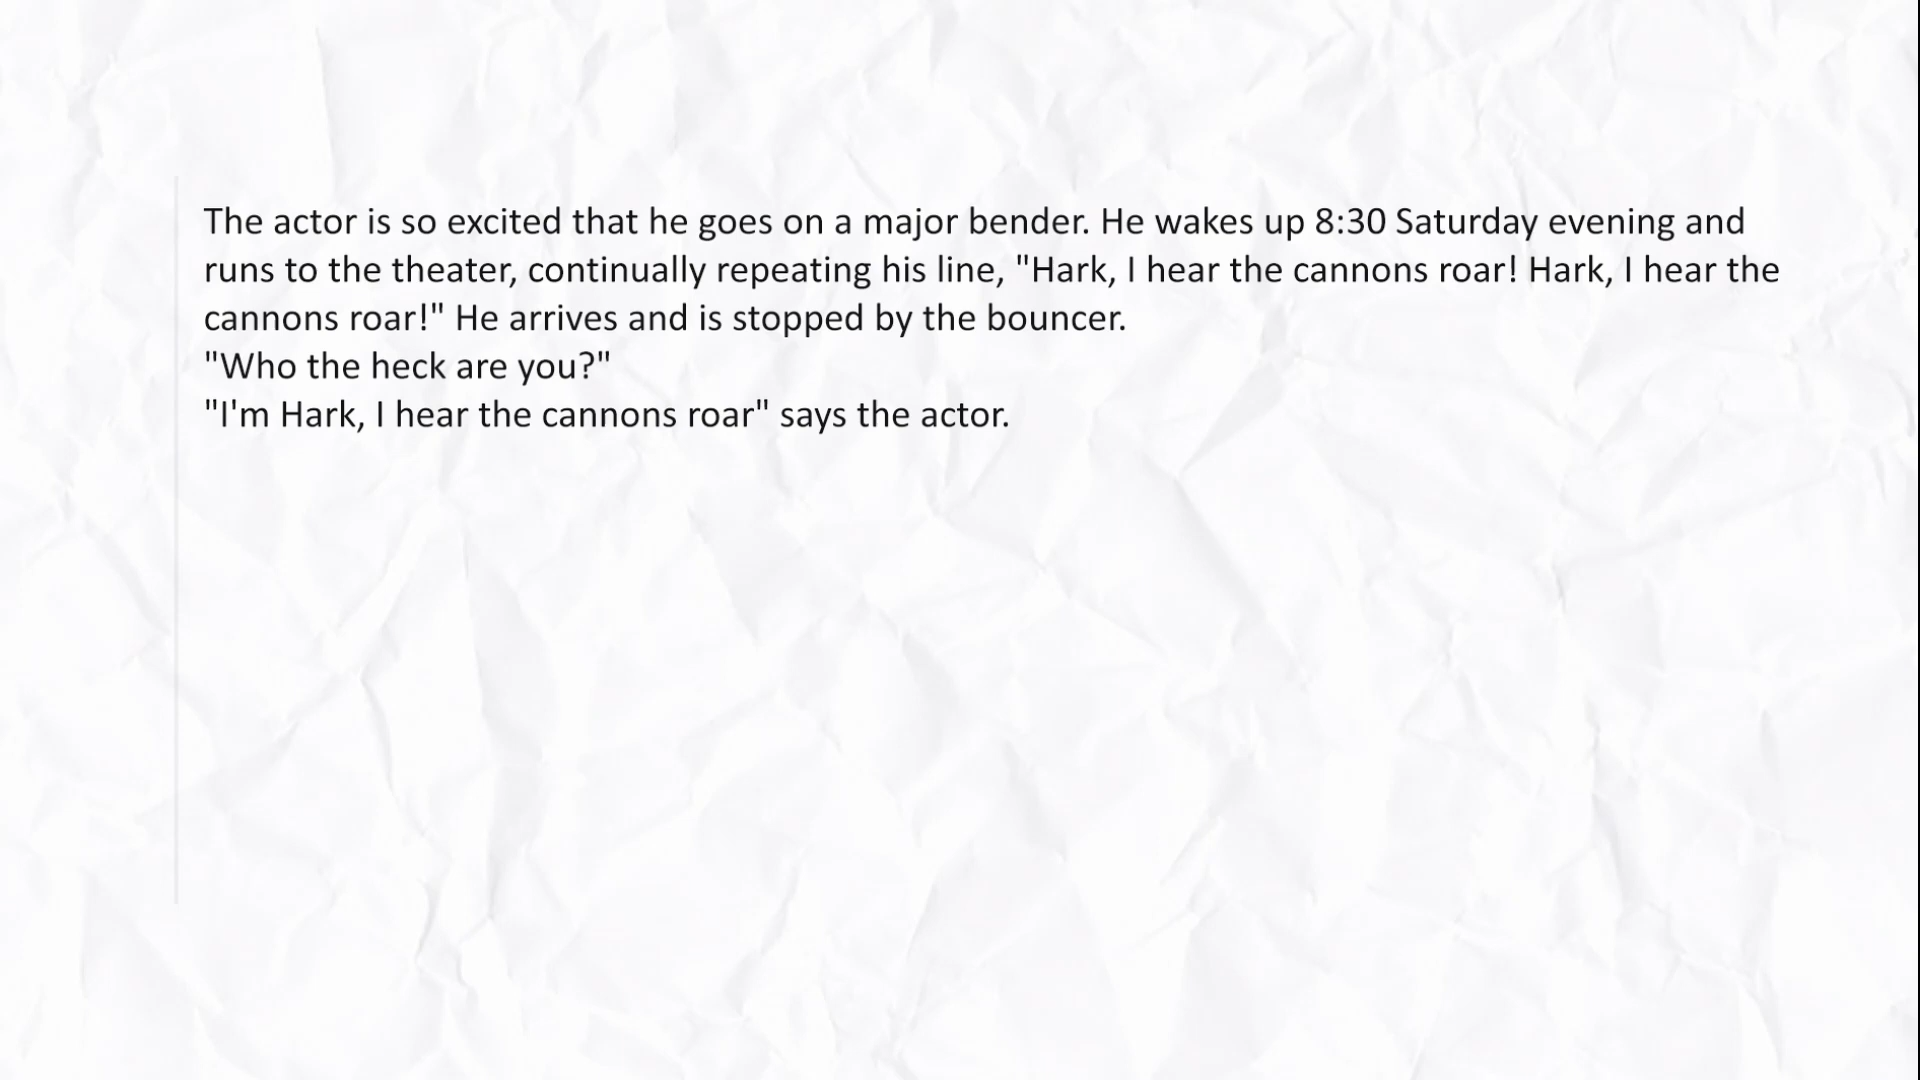 The actor is so excited that he goes on a major bender. He wakes up 8:30 Saturday evening and
runs to the theater, continually repeating his line, "Hark, I hear the cannons roar! Hark, I hear the
cannons roar!" He arrives and is stopped by the bouncer.
"Who the heck are you?"
"I'm Hark, I hear the cannons roar" says the actor.